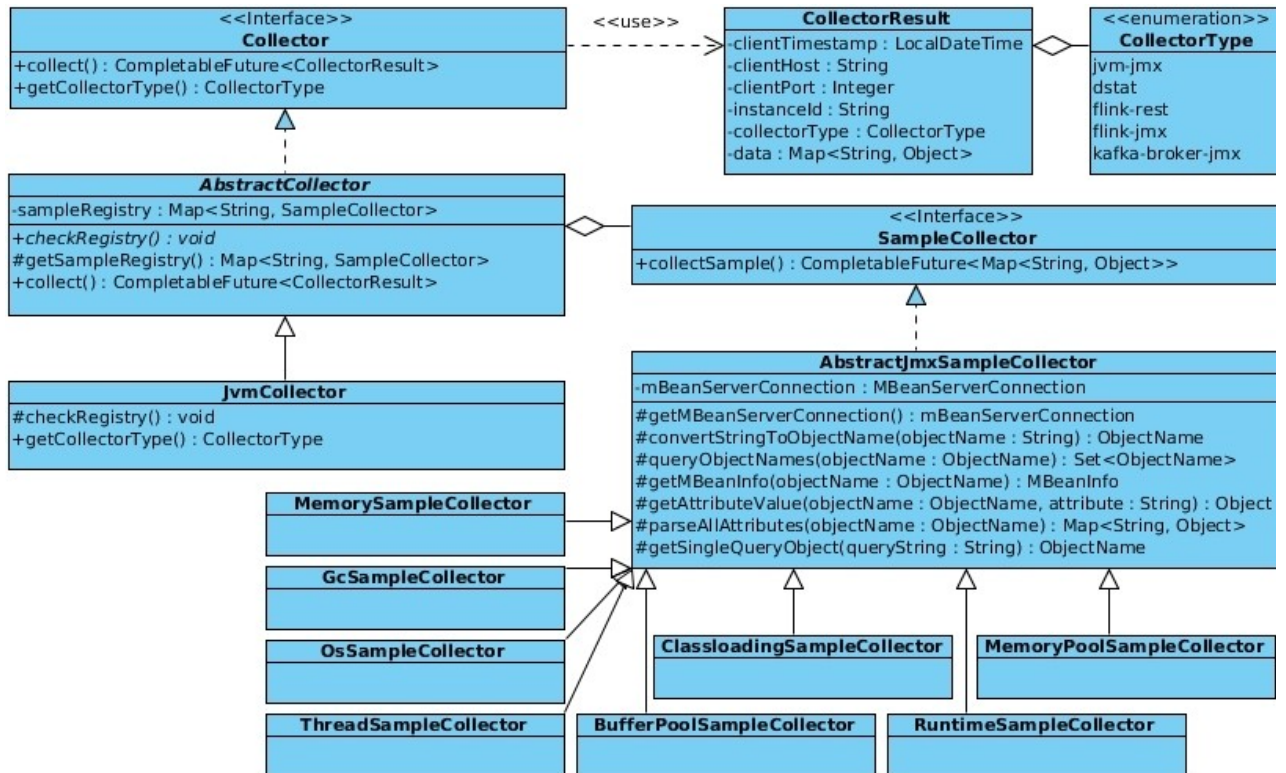 <<Interface>>
Collector
+collect() : CompletableFuture<CollectorResult>
+getCollectorType() : CollectorType
<<use>>
CollectorResult
-clientTimestamp : LocalDateTime
-clientHost : String
-clientPort : Integer
-instanceId : String
-collectorType : CollectorType
-data : Map<String, Object>
<<enumeration>>
CollectorType
jvm-jmx
dstat
flink-rest
flink-jmx
kafka-broker-jmx
AbstractCollector
-sampleRegistry : Map<String, SampleCollector>
+checkRegistry() : void
#getSampleRegistry() : Map<String, SampleCollector>
+collect() : CompletableFuture<CollectorResult>
<<Interface>>
SampleCollector
+collectSample() : CompletableFuture<Map<String, Object>>
JvmCollector
#checkRegistry() : void
+getCollectorType() : CollectorType
AbstractJmxSampleCollector
-mBeanServerConnection : MBeanServerConnection
#getMBeanServerConnection() : mBeanServerConnection
#convertStringToObjectName(objectName : String) : ObjectName
#queryObjectNames(objectName : ObjectName) : Set<ObjectName>
#getMBeanInfo(objectName : ObjectName) : MBeanInfo
#getAttributeValue(objectName : ObjectName, attribute : String) : Object
#parseAllAttributes(objectName : ObjectName) : Map<String, Object>
#getSingleQueryObject(queryString : String) : ObjectName
MemorySampleCollector
GcSampleCollector
OsSampleCollector
ThreadSampleCollector
ClassloadingSampleCollector
MemoryPoolSampleCollector
BufferPoolSampleCollector
RuntimeSampleCollector